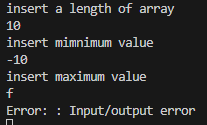 insert a length of array
10
insert mimnimum value
-10
insert maximum value
f
Error: : Input/output error